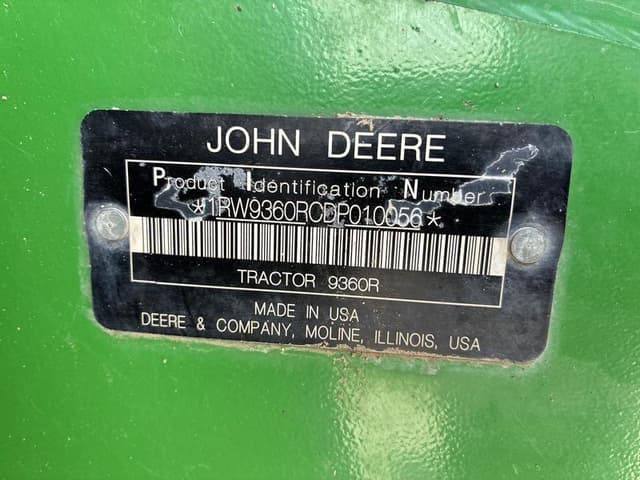 JOHN DEERE
Product Identification Number
*1RW9360RCDP010056*
TRACTOR 9360R
MADE IN USA
DEERE & COMPANY, MOLINE, ILLINOIS, USA